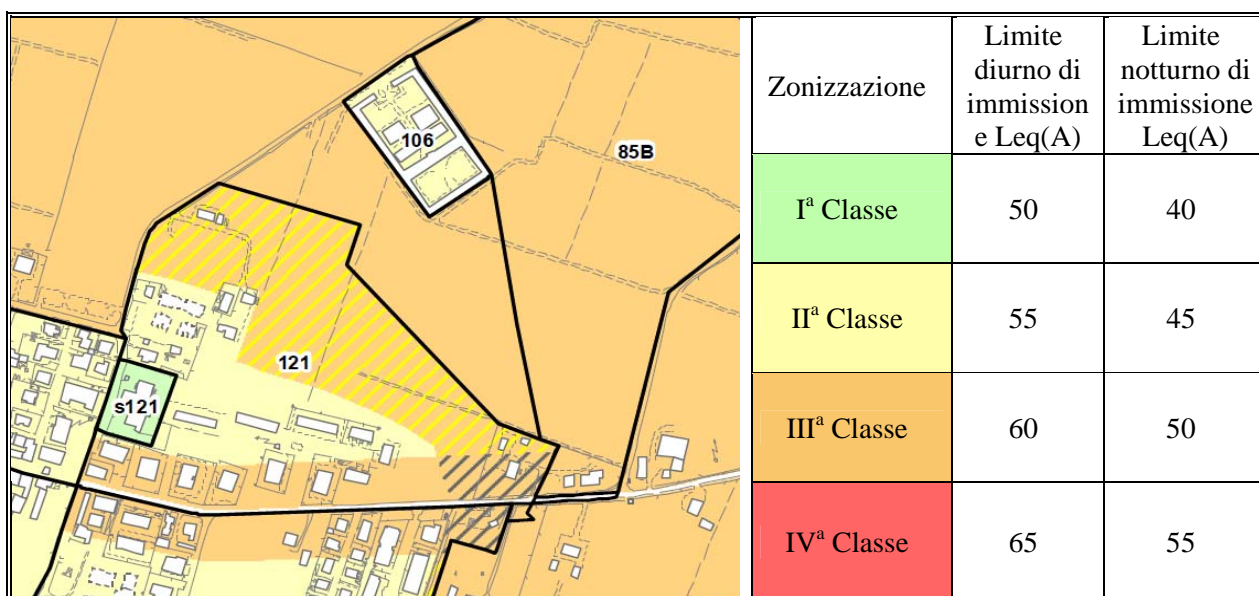 106
85B
121
s121
Zonizzazione
Limite
diurno di
immission
e Leq(A)
Limite
notturno di
immissione
Leq(A)
Iª Classe
50
40
IIª Classe
55
45
IIIª Classe
60
50
IVª Classe
65
55